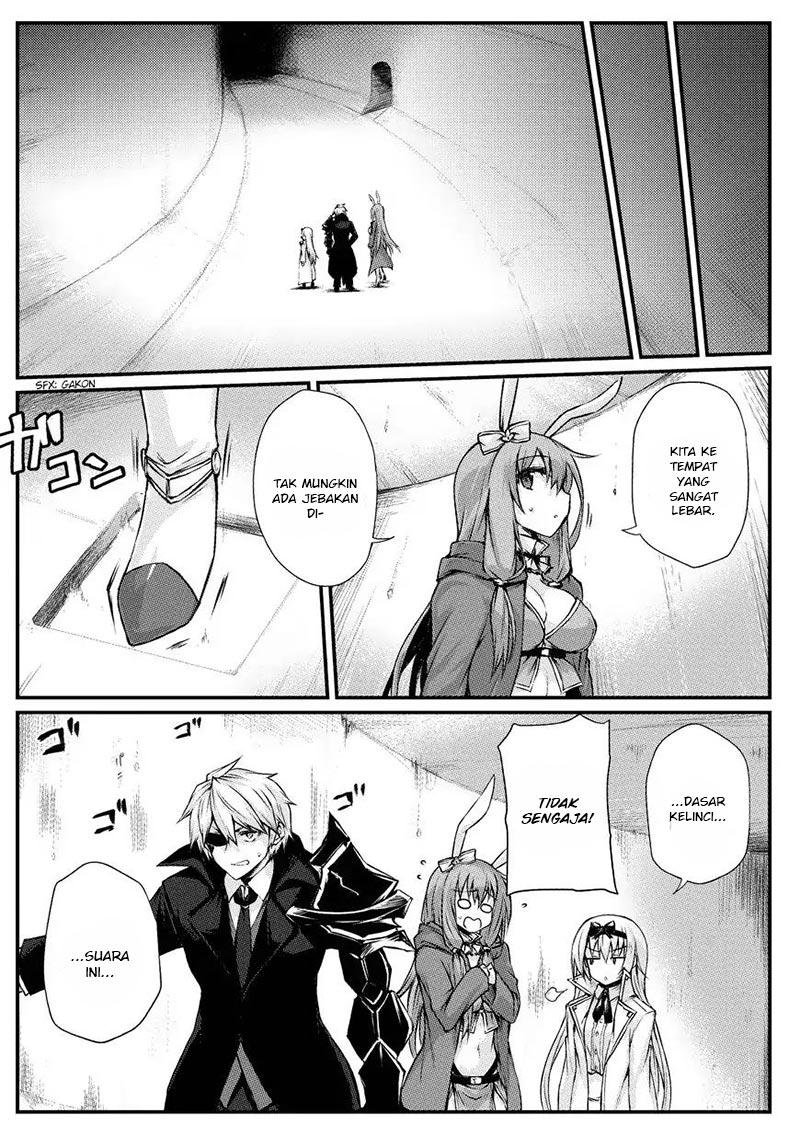 KITA KE
TEMPAT
YANG
SANGAT
LEBAR.
TAK MUNGKIN
ADA JEBAKAN
DI-
SFX: GAKON
ガコン
...DASAR
KELINCI...
TIDAK
SENGAJA!
ゴ
ゴ
ゴ
ゴ
...SUARA
INI...